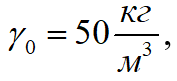 γ₀ = 50 кг/м³,